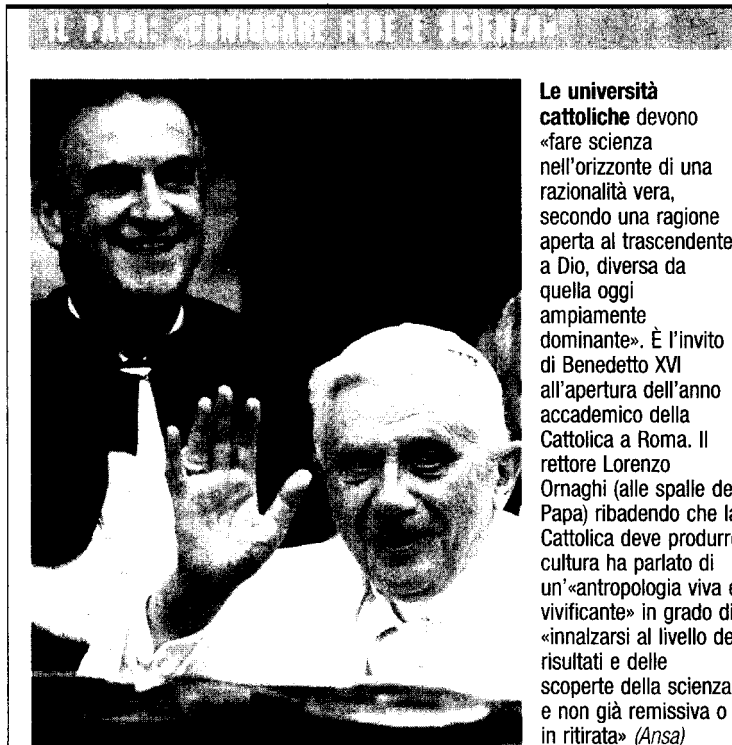 IL PAPA: «CONIUGARE FEDE E SCIENZA»
Le università
cattoliche devono
«fare scienza
nell'orizzonte di una
razionalità vera,
secondo una ragione
aperta al trascendente
a Dio, diversa da
quella oggi
ampiamente
dominante». È l'invito
di Benedetto XVI
all'apertura dell'anno
accademico della
Cattolica a Roma. Il
rettore Lorenzo
Ornaghi (alle spalle de
Papa) ribadendo che la
Cattolica deve produrre
cultura ha parlato di
un'«antropologia viva e
vivificante» in grado di
«innalzarsi al livello de
risultati e delle
scoperte della scienza
e non già remissiva o
in ritirata» (Ansa)